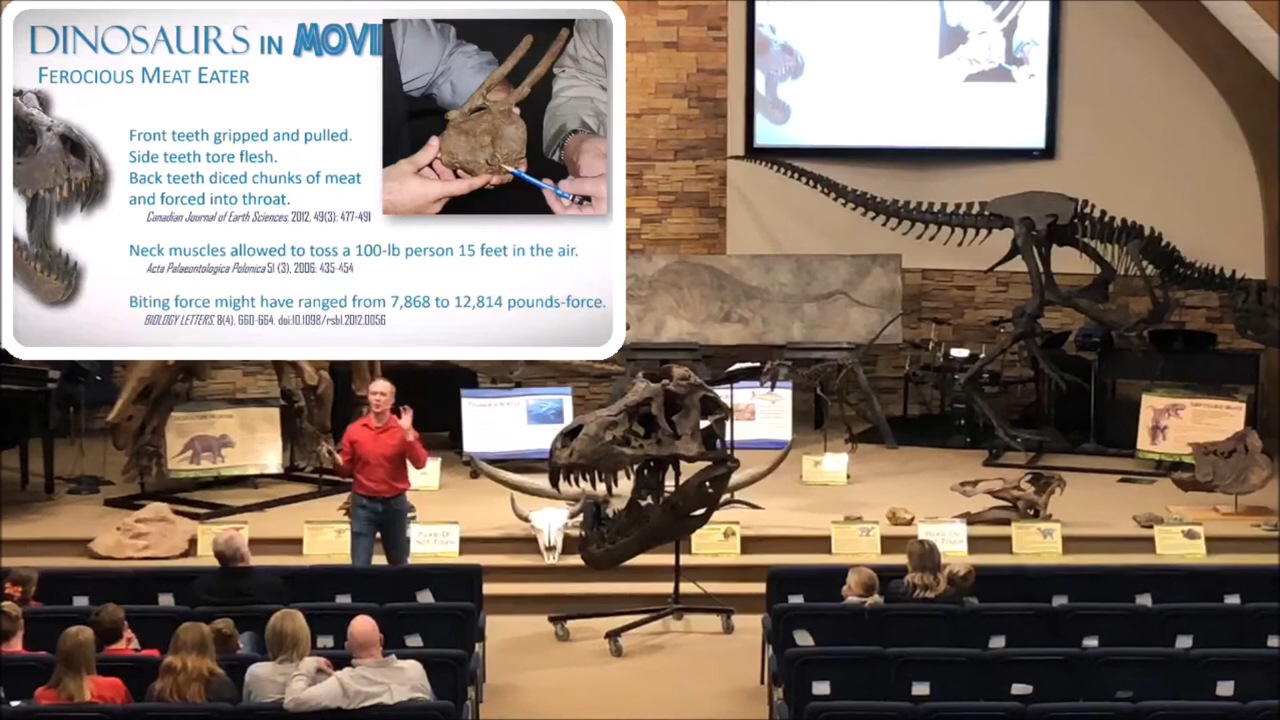 DINOSAURS IN MOVI
FEROCIOUS MEAT EATER
Front teeth gripped and pulled.
Side teeth tore flesh.
Back teeth diced chunks of meat
and forced into throat.
Canadian Journal of Earth Sciences. 2012, 49(3): 477-491
Neck muscles allowed to toss a 100-lb person 15 feet in the air.
Acta Palaeontologica Polonica 51 (3), 2006: 435-454
Biting force might have ranged from 7,868 to 12,814 pounds-force.
BIOLOGY LETTERS, 8(4), 660-664. doi:10.1098/rsbl.2012.0056
PLEASE DO
NOT TOUCH